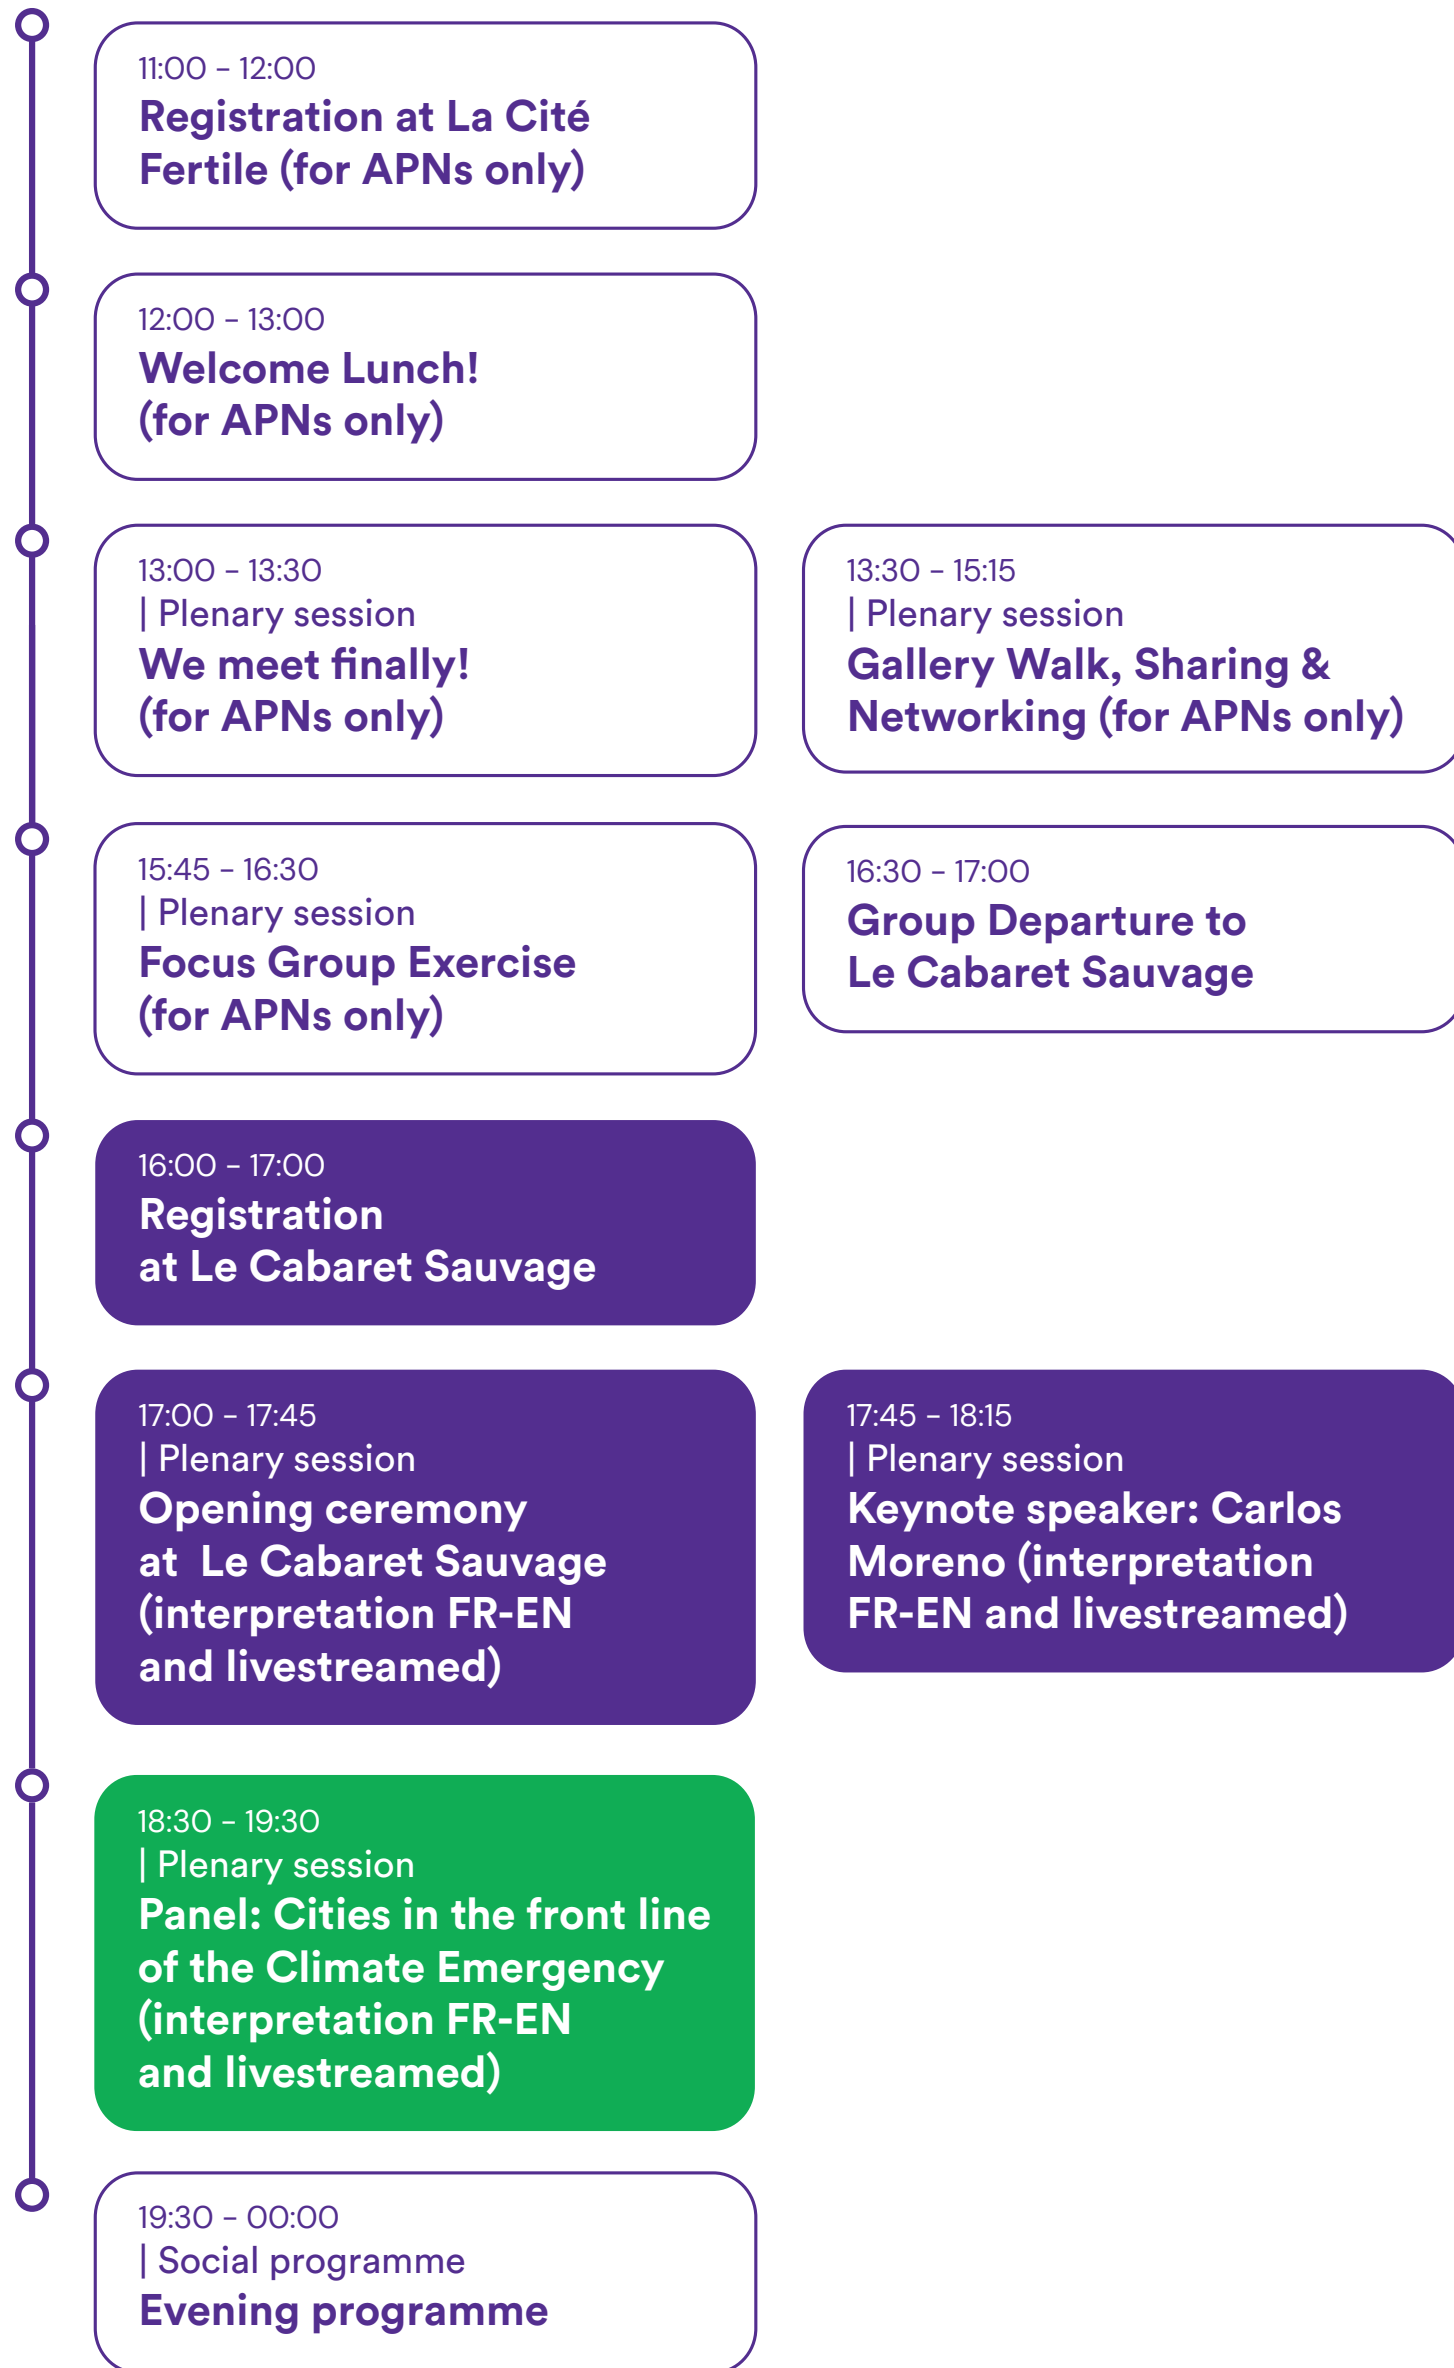 11:00 – 12:00
Registration at La Cité
Fertile (for APNs only)
12:00 – 13:00
Welcome Lunch!
(for APNs only)
13:00 – 13:30
| Plenary session
We meet finally!
(for APNs only)
13:30 – 15:15
| Plenary session
Gallery Walk, Sharing &
Networking (for APNs only)
15:45 – 16:30
| Plenary session
Focus Group Exercise
(for APNs only)
16:30 – 17:00
Group Departure to
Le Cabaret Sauvage
16:00 – 17:00
Registration
at Le Cabaret Sauvage
17:00 – 17:45
| Plenary session
Opening ceremony
at  Le Cabaret Sauvage
(interpretation FR-EN
and livestreamed)
17:45 – 18:15
| Plenary session
Keynote speaker: Carlos
Moreno (interpretation
FR-EN and livestreamed)
18:30 – 19:30
| Plenary session
Panel: Cities in the front line
of the Climate Emergency
(interpretation FR-EN
and livestreamed)
19:30 – 00:00
| Social programme
Evening programme